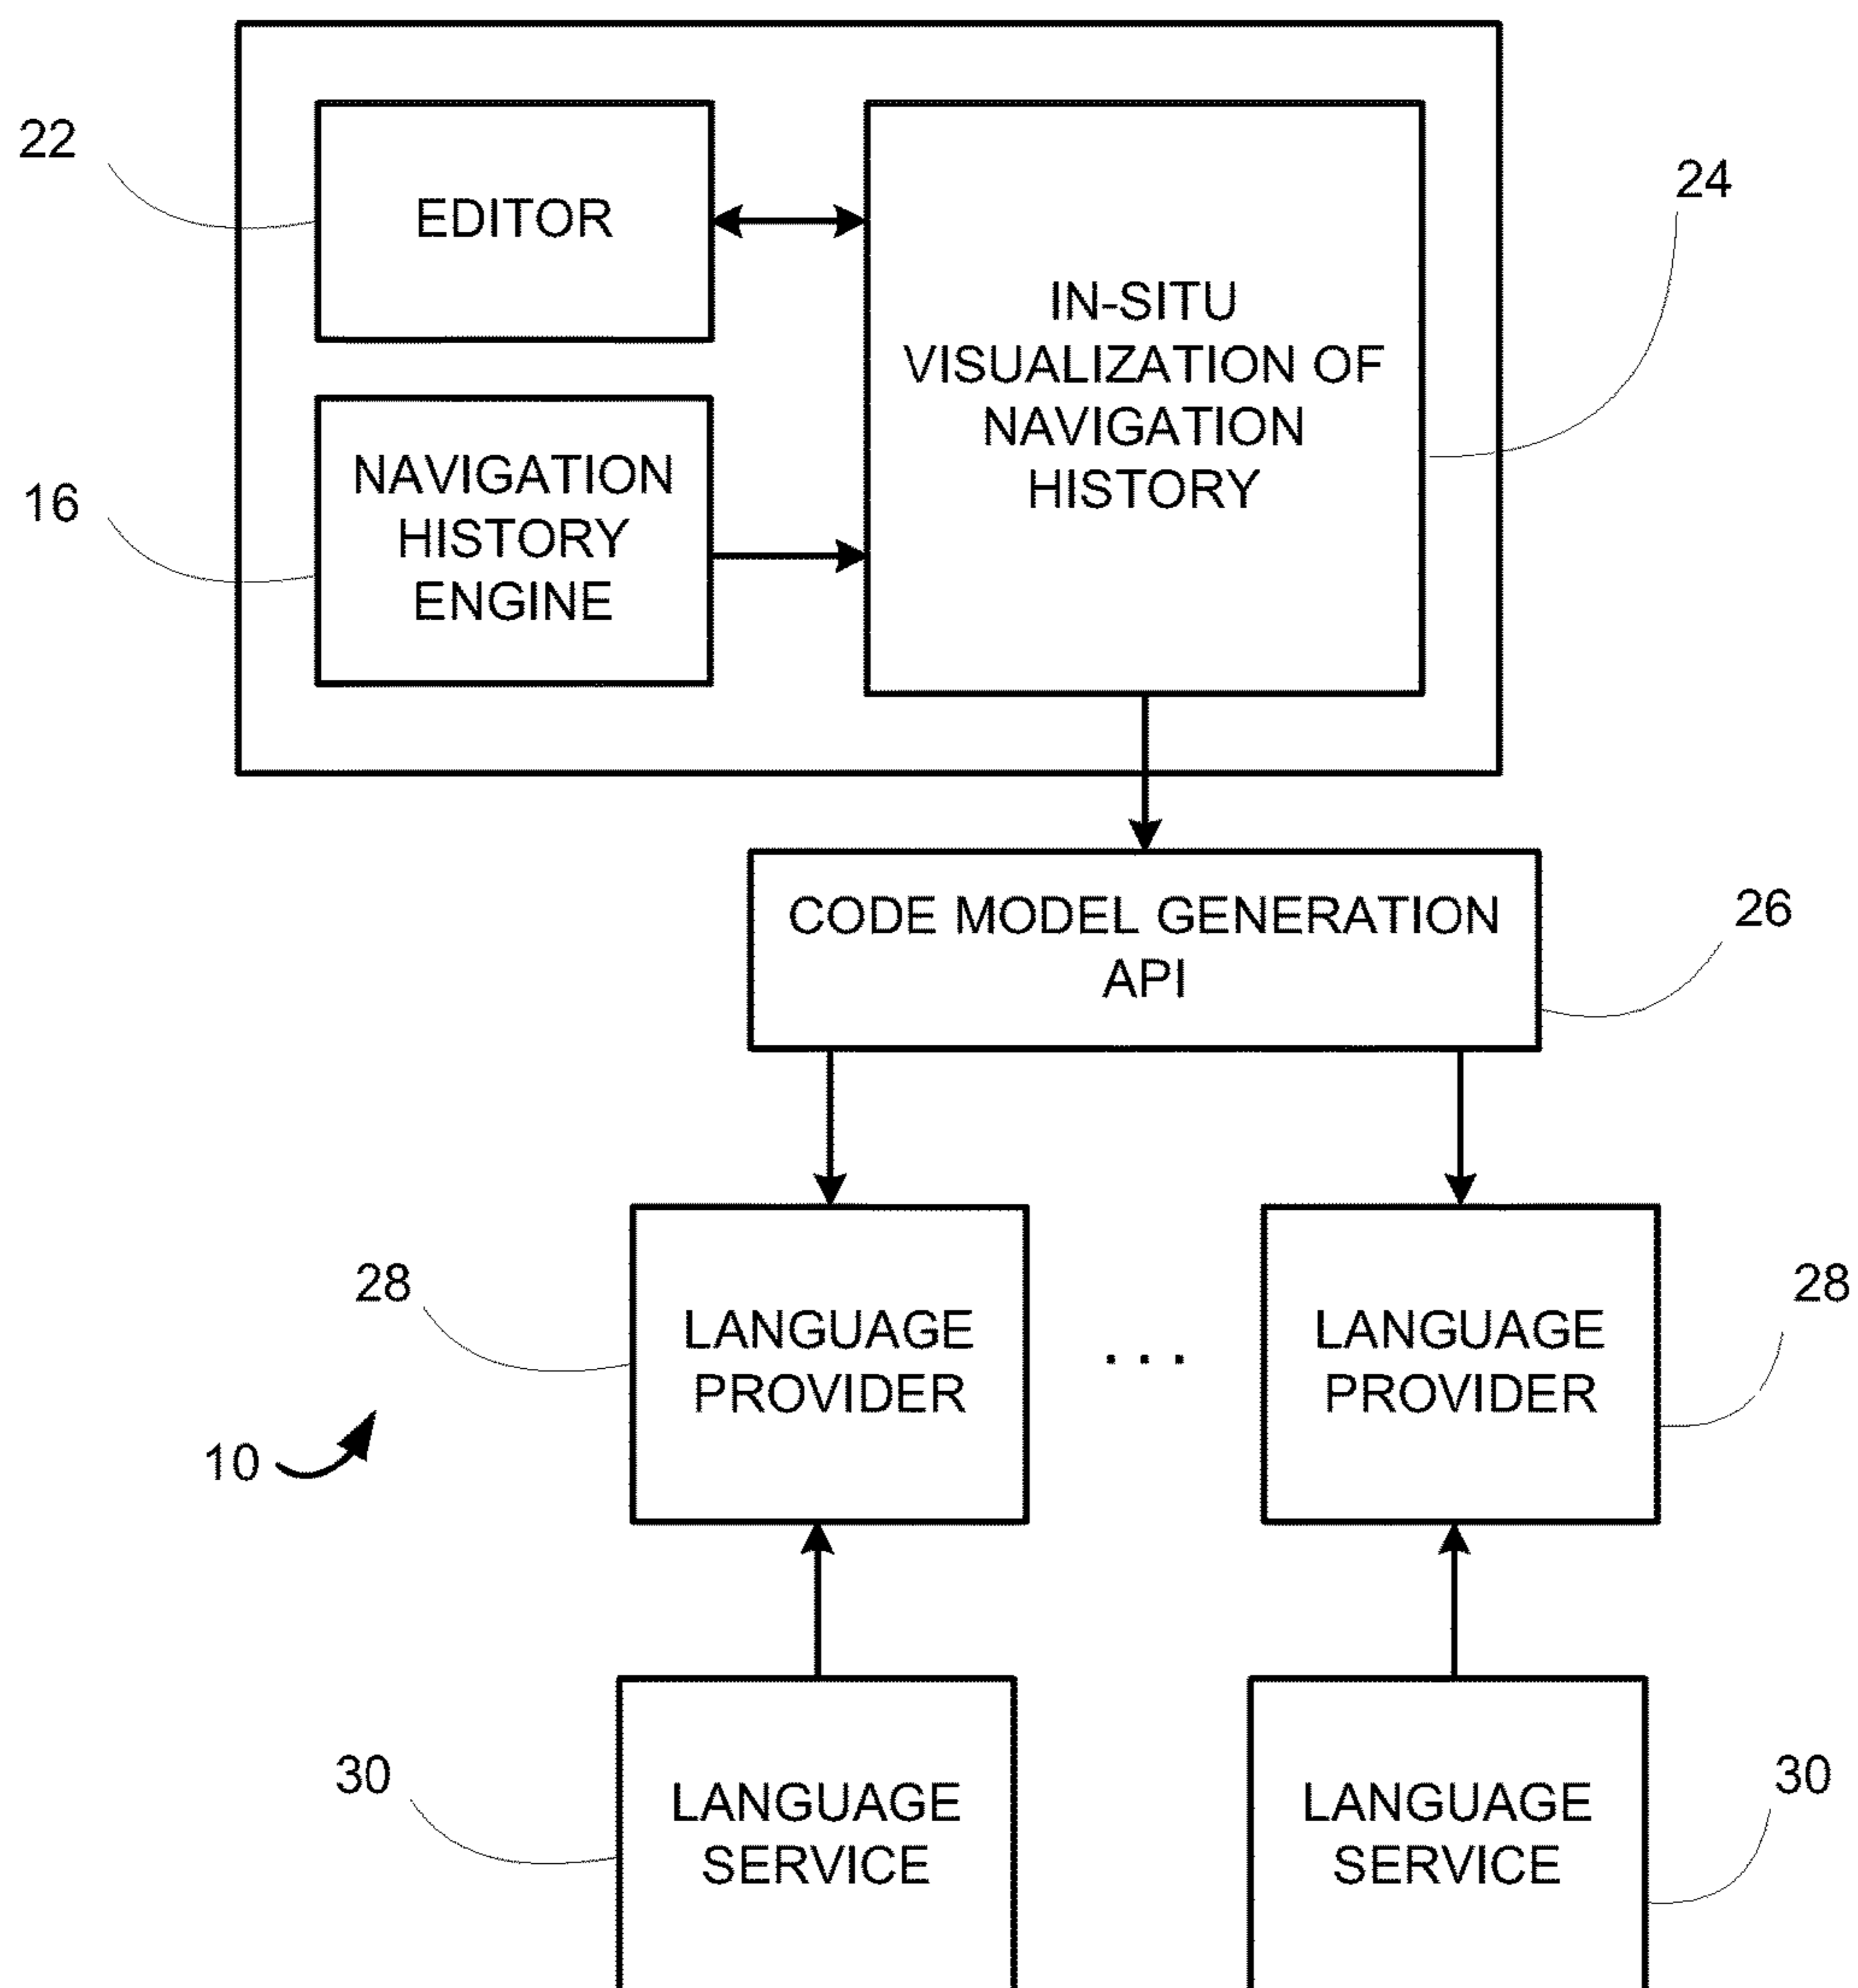 22
EDITOR
24
IN-SITU
VISUALIZATION OF
NAVIGATION
HISTORY
16
NAVIGATION
HISTORY
ENGINE
CODE MODEL GENERATION
API
26
28
LANGUAGE
PROVIDER
. . .
LANGUAGE
PROVIDER
28
10
30
LANGUAGE
SERVICE
LANGUAGE
SERVICE
30